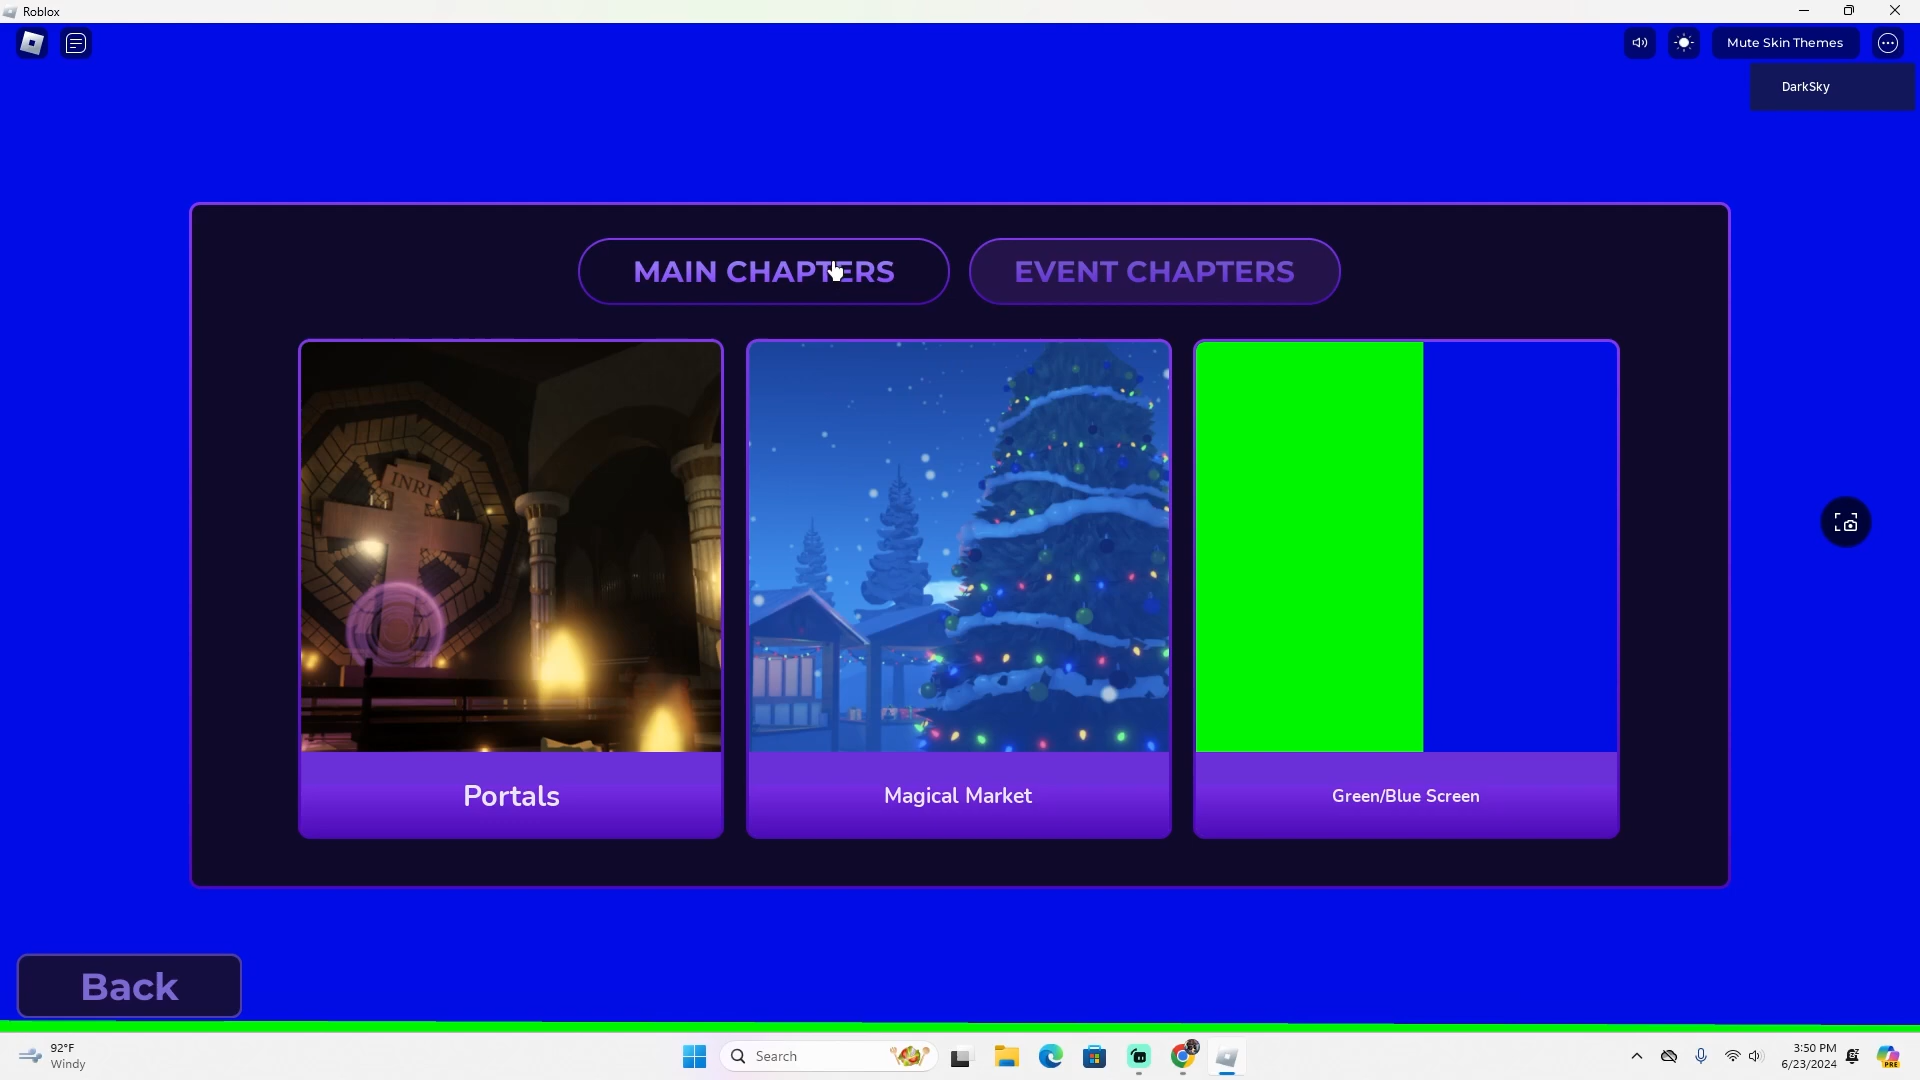 Roblox
Mute Skin Themes
DarkSky
MAIN CHAPTERS
EVENT CHAPTERS
INRI
Portals
Magical Market
Green/Blue Screen
Back
92°F
Windy
Search
3:50 PM
6/23/2024
PRE